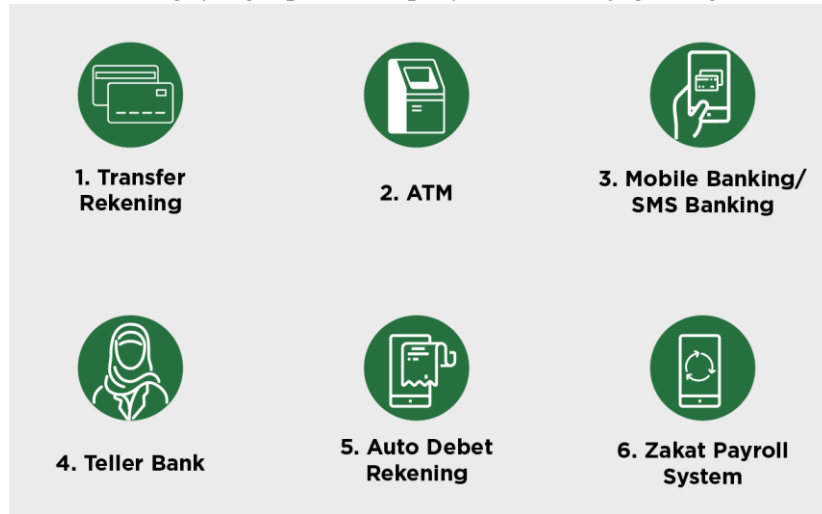 1. Transfer
Rekening
2. ATM
3. Mobile Banking/
SMS Banking
4. Teller Bank
5. Auto Debet
Rekening
6. Zakat Payroll
System